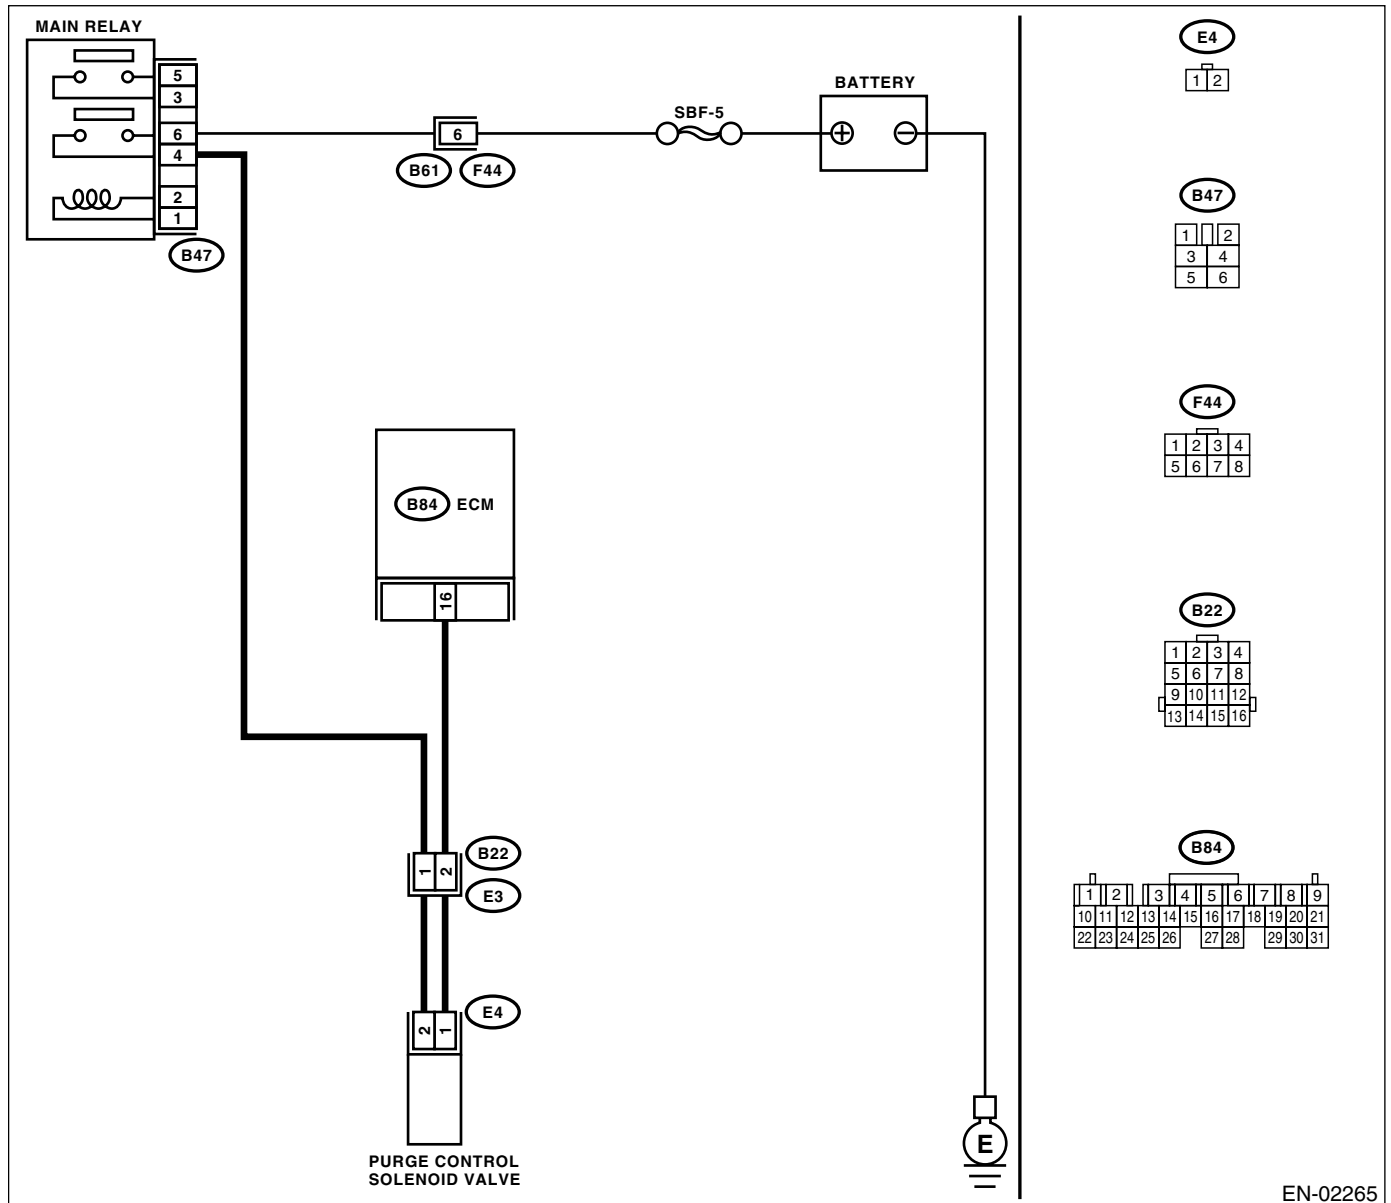 MAIN RELAY
5
3
6
4
2
1
B47
6
B61 F44
SBF-5
BATTERY
B84 ECM
16
1 2
B22
E3
2 1
E4
PURGE CONTROL
SOLENOID VALVE
E
E4
1 2
B47
1 2
3 4
5 6
F44
1 2 3 4
5 6 7 8
B22
1 2 3 4
5 6 7 8
9 10 11 12
13 14 15 16
B84
1 2 3 4 5 6 7 8 9
10 11 12 13 14 15 16 17 18 19 20 21
22 23 24 25 26 27 28 29 30 31
EN-02265